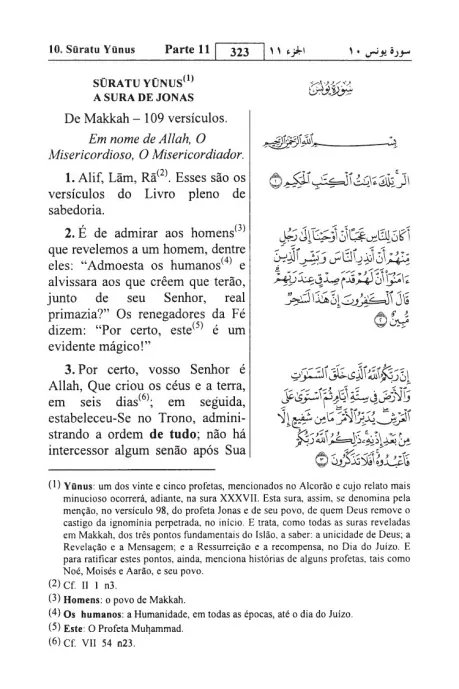 10. Sūratu Yūnus Parte 11 323 الجزء ١١ سورة يونس ١٠
SŪRATU YŪNUS(1)
A SURA DE JONAS
De Makkah – 109 versículos.
Em nome de Allah, O
Misericordioso, O Misericordiador.
1. Alif, Lām, Rā(2). Esses são os
versículos do Livro pleno de
sabedoria.
2. É de admirar aos homens(3)
que revelemos a um homem, dentre
eles: “Admoesta os humanos(4) e
alvissara aos que crêem que terão,
junto de seu Senhor, real
primazia?” Os renegadores da Fé
dizem: “Por certo, este(5) é um
evidente mágico!”
3. Por certo, vosso Senhor é
Allah, Que criou os céus e a terra,
em seis dias(6); em seguida,
estabeleceu-Se no Trono, admini-
strando a ordem de tudo; não há
intercessor algum senão após Sua
سُورَةُ يُونُسَ
بِسْمِ اللَّهِ الرَّحْمَٰنِ الرَّحِيمِ
الٓر تِلْكَ ءَايَٰتُ ٱلْكِتَٰبِ ٱلْحَكِيمِ ١
أَكَانَ لِلنَّاسِ عَجَبًا أَنْ أَوْحَيْنَآ إِلَىٰ رَجُلٍ
مِّنْهُمْ أَنْ أَنذِرِ ٱلنَّاسَ وَبَشِّرِ ٱلَّذِينَ
ءَامَنُوٓا۟ أَنَّ لَهُمْ قَدَمَ صِدْقٍ عِندَ رَبِّهِمْ ۗ
قَالَ ٱلْكَٰفِرُونَ إِنَّ هَٰذَا لَسَٰحِرٌ
مُّبِينٌ ٢
إِنَّ رَبَّكُمُ ٱللَّهُ ٱلَّذِى خَلَقَ ٱلسَّمَٰوَٰتِ
وَٱلْأَرْضَ فِى سِتَّةِ أَيَّامٍ ثُمَّ ٱسْتَوَىٰ عَلَى
ٱلْعَرْشِ ۖ يُدَبِّرُ ٱلْأَمْرَ ۖ مَا مِن شَفِيعٍ إِلَّا
مِنۢ بَعْدِ إِذْنِهِۦ ۚ ذَٰلِكُمُ ٱللَّهُ رَبُّكُمْ
فَٱعْبُدُوهُ ۚ أَفَلَا تَذَكَّرُونَ ٣
(1) Yūnus: um dos vinte e cinco profetas, mencionados no Alcorão e cujo relato mais
minucioso ocorrerá, adiante, na sura XXXVII. Esta sura, assim, se denomina pela
menção, no versículo 98, do profeta Jonas e de seu povo, de quem Deus remove o
castigo da ignomínia perpetrada, no início. E trata, como todas as suras reveladas
em Makkah, dos três pontos fundamentais do Islão, a saber: a unicidade de Deus; a
Revelação e a Mensagem; e a Ressurreição e a recompensa, no Dia do Juízo. E
para ratificar estes pontos, ainda, menciona histórias de alguns profetas, tais como
Noé, Moisés e Aarão, e seu povo.
(2) Cf. II 1 n3.
(3) Homens: o povo de Makkah.
(4) Os humanos: a Humanidade, em todas as épocas, até o dia do Juízo.
(5) Este: O Profeta Muḥammad.
(6) Cf. VII 54 n23.